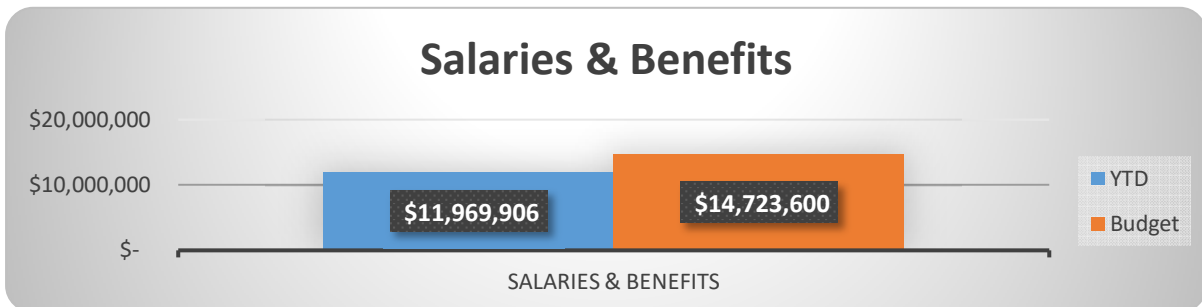 Salaries & Benefits
$20,000,000
$10,000,000
$-
$11,969,906
$14,723,600
YTD
Budget
SALARIES & BENEFITS